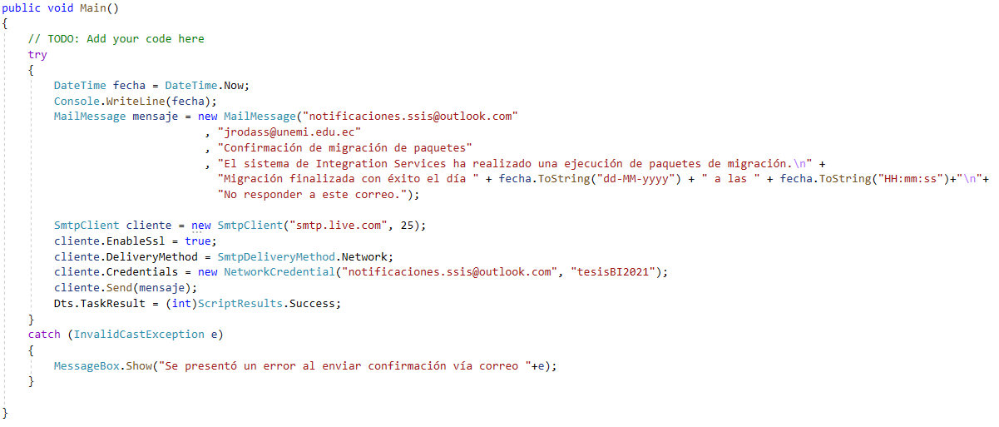 public void Main()
{
// TODO: Add your code here
try
{
DateTime fecha = DateTime.Now;
Console.WriteLine(fecha);
MailMessage mensaje = new MailMessage("notificaciones.ssis@outlook.com"
, "jrodass@unemi.edu.ec"
, "Confirmación de migración de paquetes"
, "El sistema de Integration Services ha realizado una ejecución de paquetes de migración.\n" +
"Migración finalizada con éxito el día " + fecha.ToString("dd-MM-yyyy") + " a las " + fecha.ToString("HH:mm:ss")+"\n"+
"No responder a este correo.");
SmtpClient cliente = new SmtpClient("smtp.live.com", 25);
cliente.EnableSsl = true;
cliente.DeliveryMethod = SmtpDeliveryMethod.Network;
cliente.Credentials = new NetworkCredential("notificaciones.ssis@outlook.com", "tesisBI2021");
cliente.Send(mensaje);
Dts.TaskResult = (int)ScriptResults.Success;
}
catch (InvalidCastException e)
{
MessageBox.Show("Se presentó un error al enviar confirmación vía correo "+e);
}
}